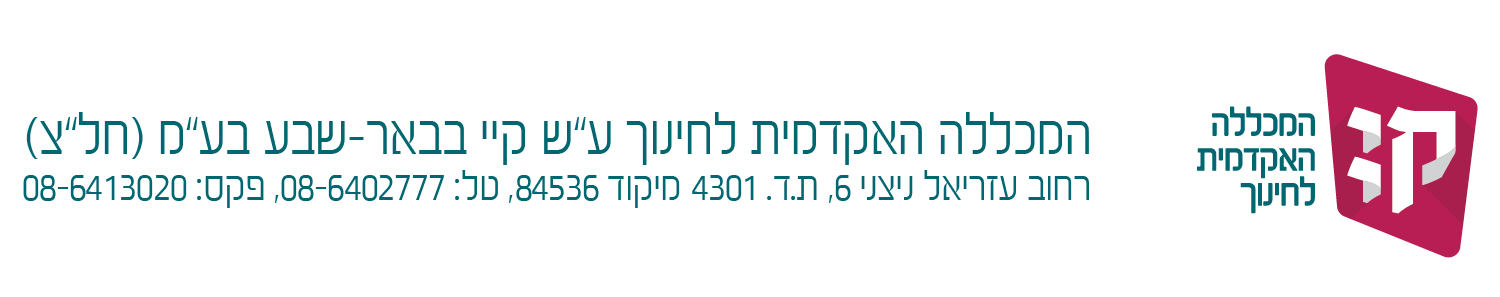 המכללה האקדמית לחינוך ע"ש קיי בבאר-שבע בע"מ (חל"צ)
רחוב עזריאל ניצני 6, ת.ד. 4301 מיקוד 84536, טל: 08-6402777, פקס: 08-6413020
קיי
המכללה
האקדמית
לחינוך